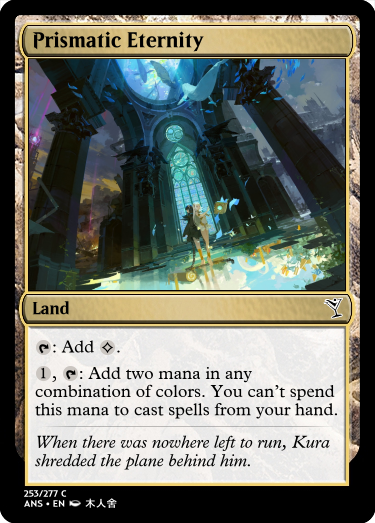 Prismatic Eternity
Land
: Add .
1, : Add two mana in any
combination of colors. You can't spend
this mana to cast spells from your hand.
When there was nowhere left to run, Kura
shredded the plane behind him.
253/277 C
ANS • EN 木人舍